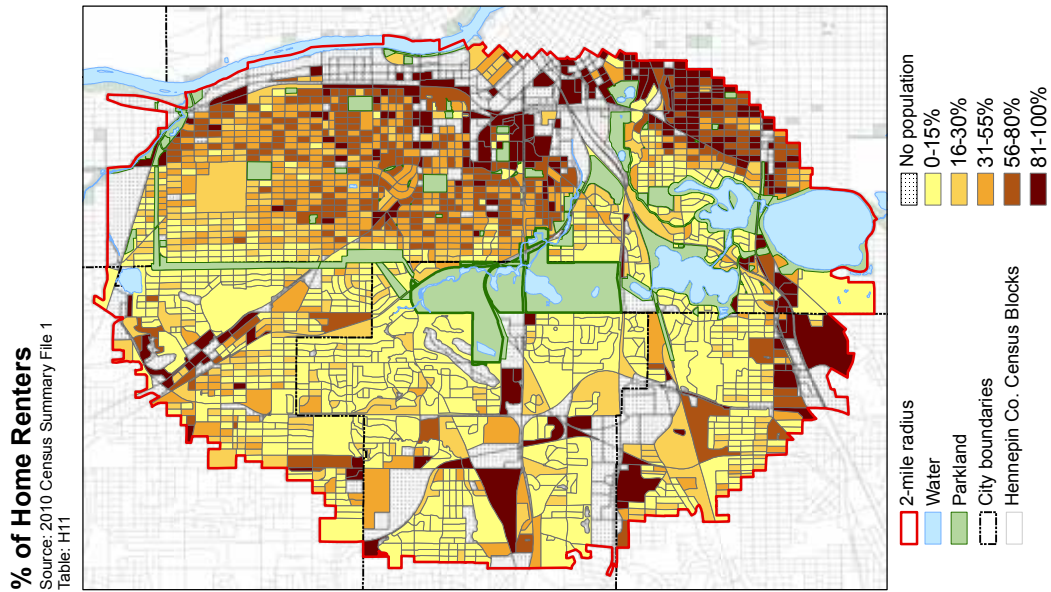 % of Home Renters
Source: 2010 Census Summary File 1
Table: H11
2-mile radius
Water
Parkland
City boundaries
Hennepin Co. Census Blocks
No population
0-15%
16-30%
31-55%
56-80%
81-100%